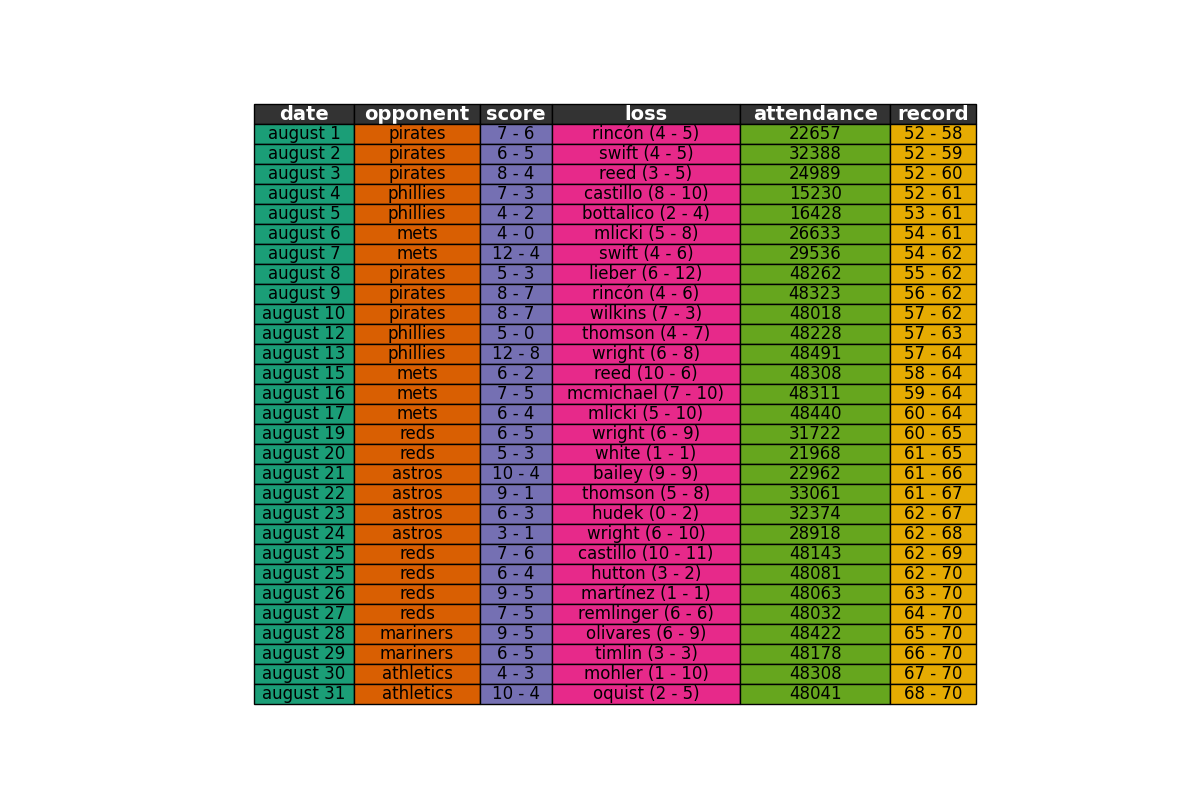 date opponent score loss attendance record
august 1 pirates 7 - 6 rincón (4 - 5) 22657 52 - 58
august 2 pirates 6 - 5 swift (4 - 5) 32388 52 - 59
august 3 pirates 8 - 4 reed (3 - 5) 24989 52 - 60
august 4 phillies 7 - 3 castillo (8 - 10) 15230 52 - 61
august 5 phillies 4 - 2 bottalico (2 - 4) 16428 53 - 61
august 6 mets 4 - 0 mlicki (5 - 8) 26633 54 - 61
august 7 mets 12 - 4 swift (4 - 6) 29536 54 - 62
august 8 pirates 5 - 3 lieber (6 - 12) 48262 55 - 62
august 9 pirates 8 - 7 rincón (4 - 6) 48323 56 - 62
august 10 pirates 8 - 7 wilkins (7 - 3) 48018 57 - 62
august 12 phillies 5 - 0 thomson (4 - 7) 48228 57 - 63
august 13 phillies 12 - 8 wright (6 - 8) 48491 57 - 64
august 15 mets 6 - 2 reed (10 - 6) 48308 58 - 64
august 16 mets 7 - 5 mcmichael (7 - 10) 48311 59 - 64
august 17 mets 6 - 4 mlicki (5 - 10) 48440 60 - 64
august 19 reds 6 - 5 wright (6 - 9) 31722 60 - 65
august 20 reds 5 - 3 white (1 - 1) 21968 61 - 65
august 21 astros 10 - 4 bailey (9 - 9) 22962 61 - 66
august 22 astros 9 - 1 thomson (5 - 8) 33061 61 - 67
august 23 astros 6 - 3 hudek (0 - 2) 32374 62 - 67
august 24 astros 3 - 1 wright (6 - 10) 28918 62 - 68
august 25 reds 7 - 6 castillo (10 - 11) 48143 62 - 69
august 25 reds 6 - 4 hutton (3 - 2) 48081 62 - 70
august 26 reds 9 - 5 martínez (1 - 1) 48063 63 - 70
august 27 reds 7 - 5 remlinger (6 - 6) 48032 64 - 70
august 28 mariners 9 - 5 olivares (6 - 9) 48422 65 - 70
august 29 mariners 6 - 5 timlin (3 - 3) 48178 66 - 70
august 30 athletics 4 - 3 mohler (1 - 10) 48308 67 - 70
august 31 athletics 10 - 4 oquist (2 - 5) 48041 68 - 70